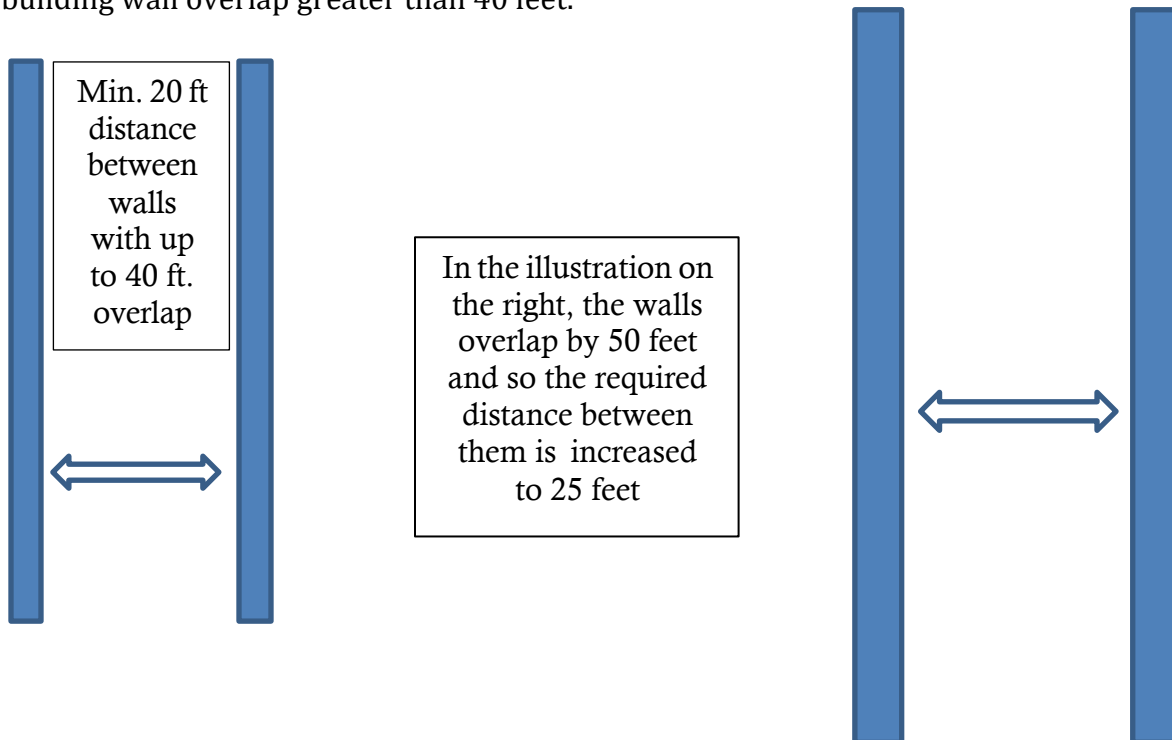 building wall overlap greater than 40 feet.
Min. 20 ft
distance
between
walls
with up
to 40 ft.
overlap
In the illustration on
the right, the walls
overlap by 50 feet
and so the required
distance between
them is increased
to 25 feet